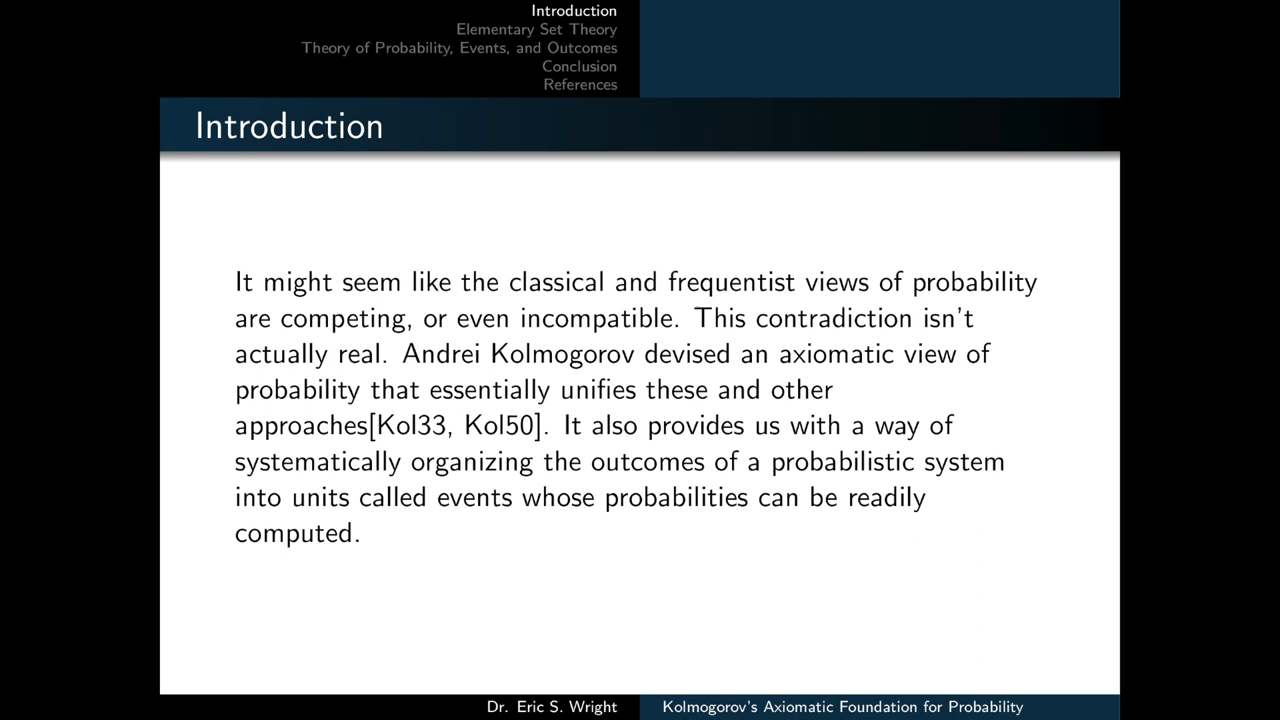 Introduction
Elementary Set Theory
Theory of Probability, Events, and Outcomes
Conclusion
References
Introduction
It might seem like the classical and frequentist views of probability
are competing, or even incompatible. This contradiction isn't
actually real. Andrei Kolmogorov devised an axiomatic view of
probability that essentially unifies these and other
approaches[Kol33, Kol50]. It also provides us with a way of
systematically organizing the outcomes of a probabilistic system
into units called events whose probabilities can be readily
computed.
Dr. Eric S. Wright
Kolmogorov's Axiomatic Foundation for Probability